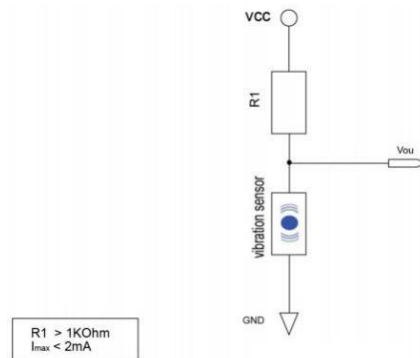 VCC
R1
Vou
vibration sensor
GND
R1 > 1KOhm
Imax < 2mA